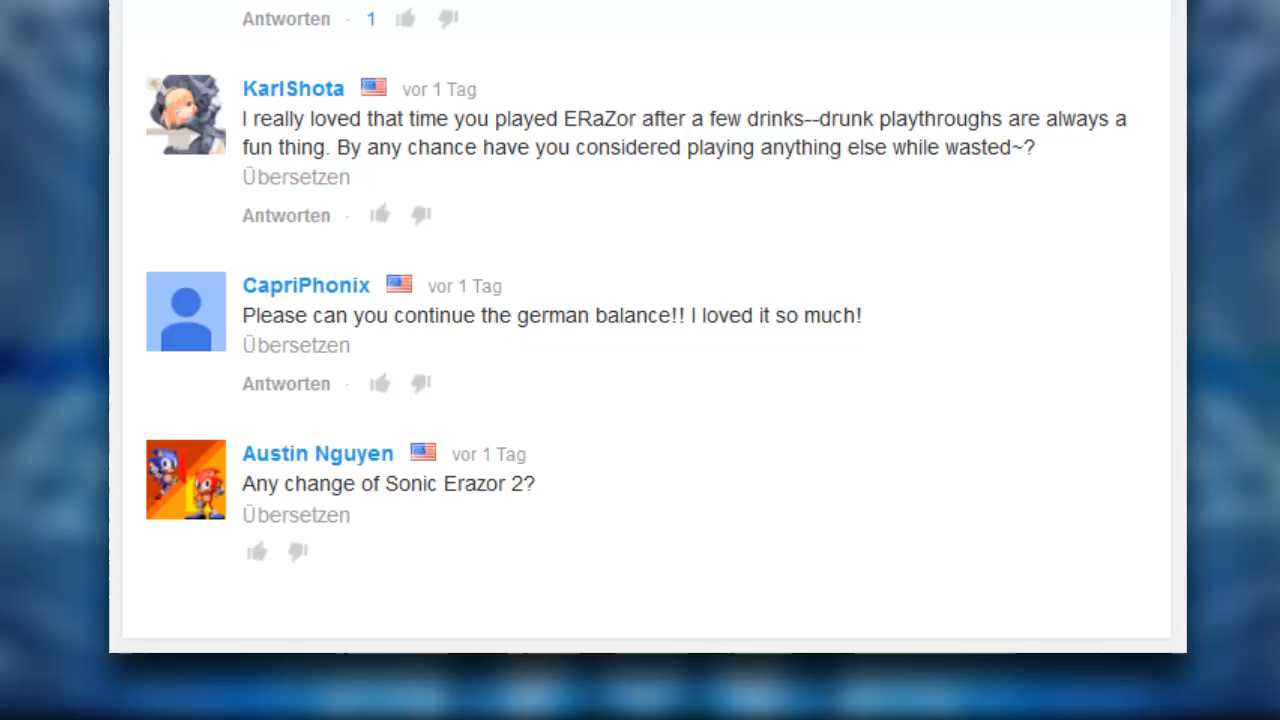 Antworten · 1
KarlShota vor 1 Tag
I really loved that time you played ERaZor after a few drinks--drunk playthroughs are always a
fun thing. By any chance have you considered playing anything else while wasted~?
Übersetzen
Antworten ·
CapriPhonix vor 1 Tag
Please can you continue the german balance!! I loved it so much!
Übersetzen
Antworten ·
Austin Nguyen vor 1 Tag
Any change of Sonic Erazor 2?
Übersetzen